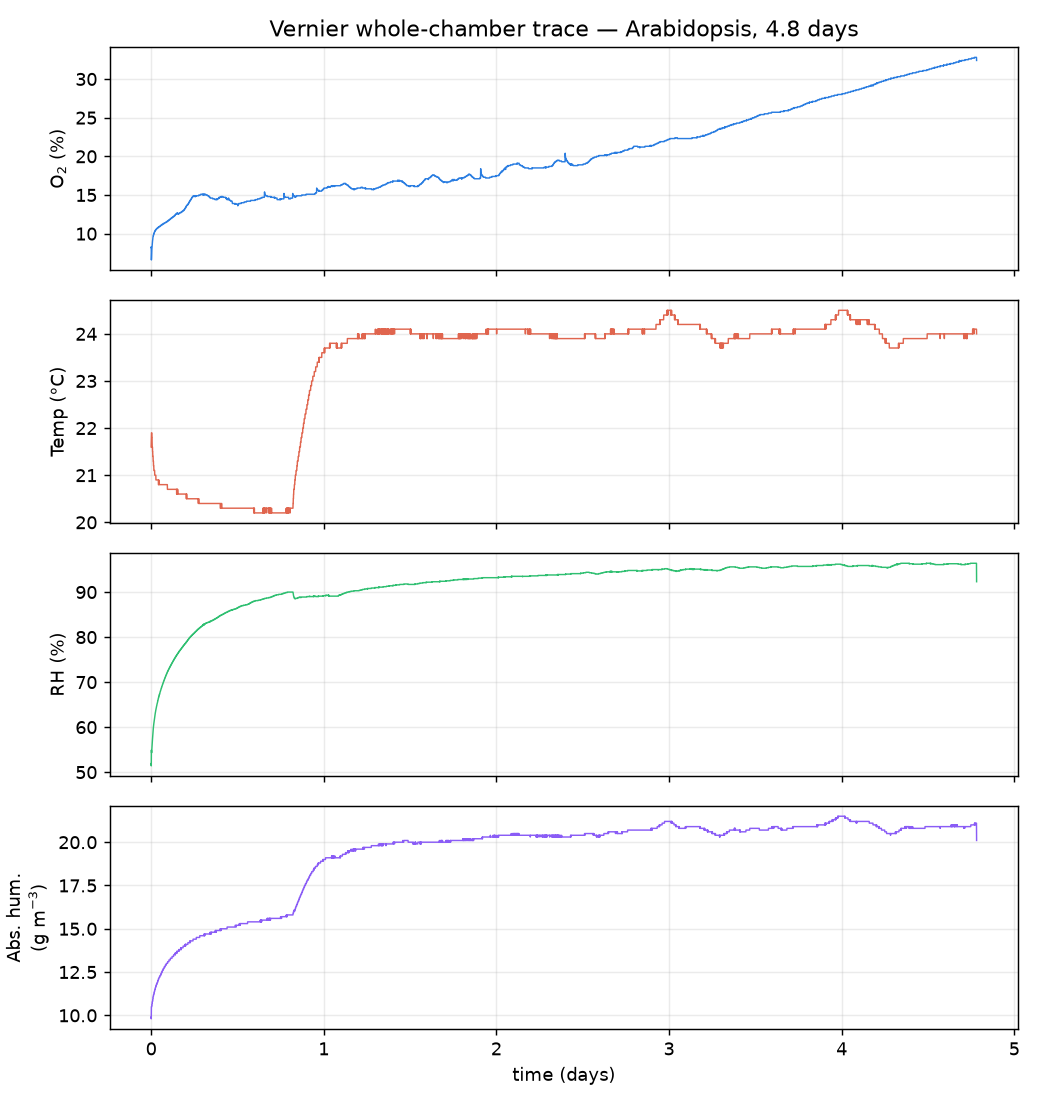 Vernier whole-chamber trace — Arabidopsis, 4.8 days
O₂ (%)
30
25
20
15
10
Temp (°C)
24
23
22
21
20
RH (%)
90
80
70
60
50
Abs. hum.
(g m⁻³)
20.0
17.5
15.0
12.5
10.0
0 1 2 3 4 5
time (days)